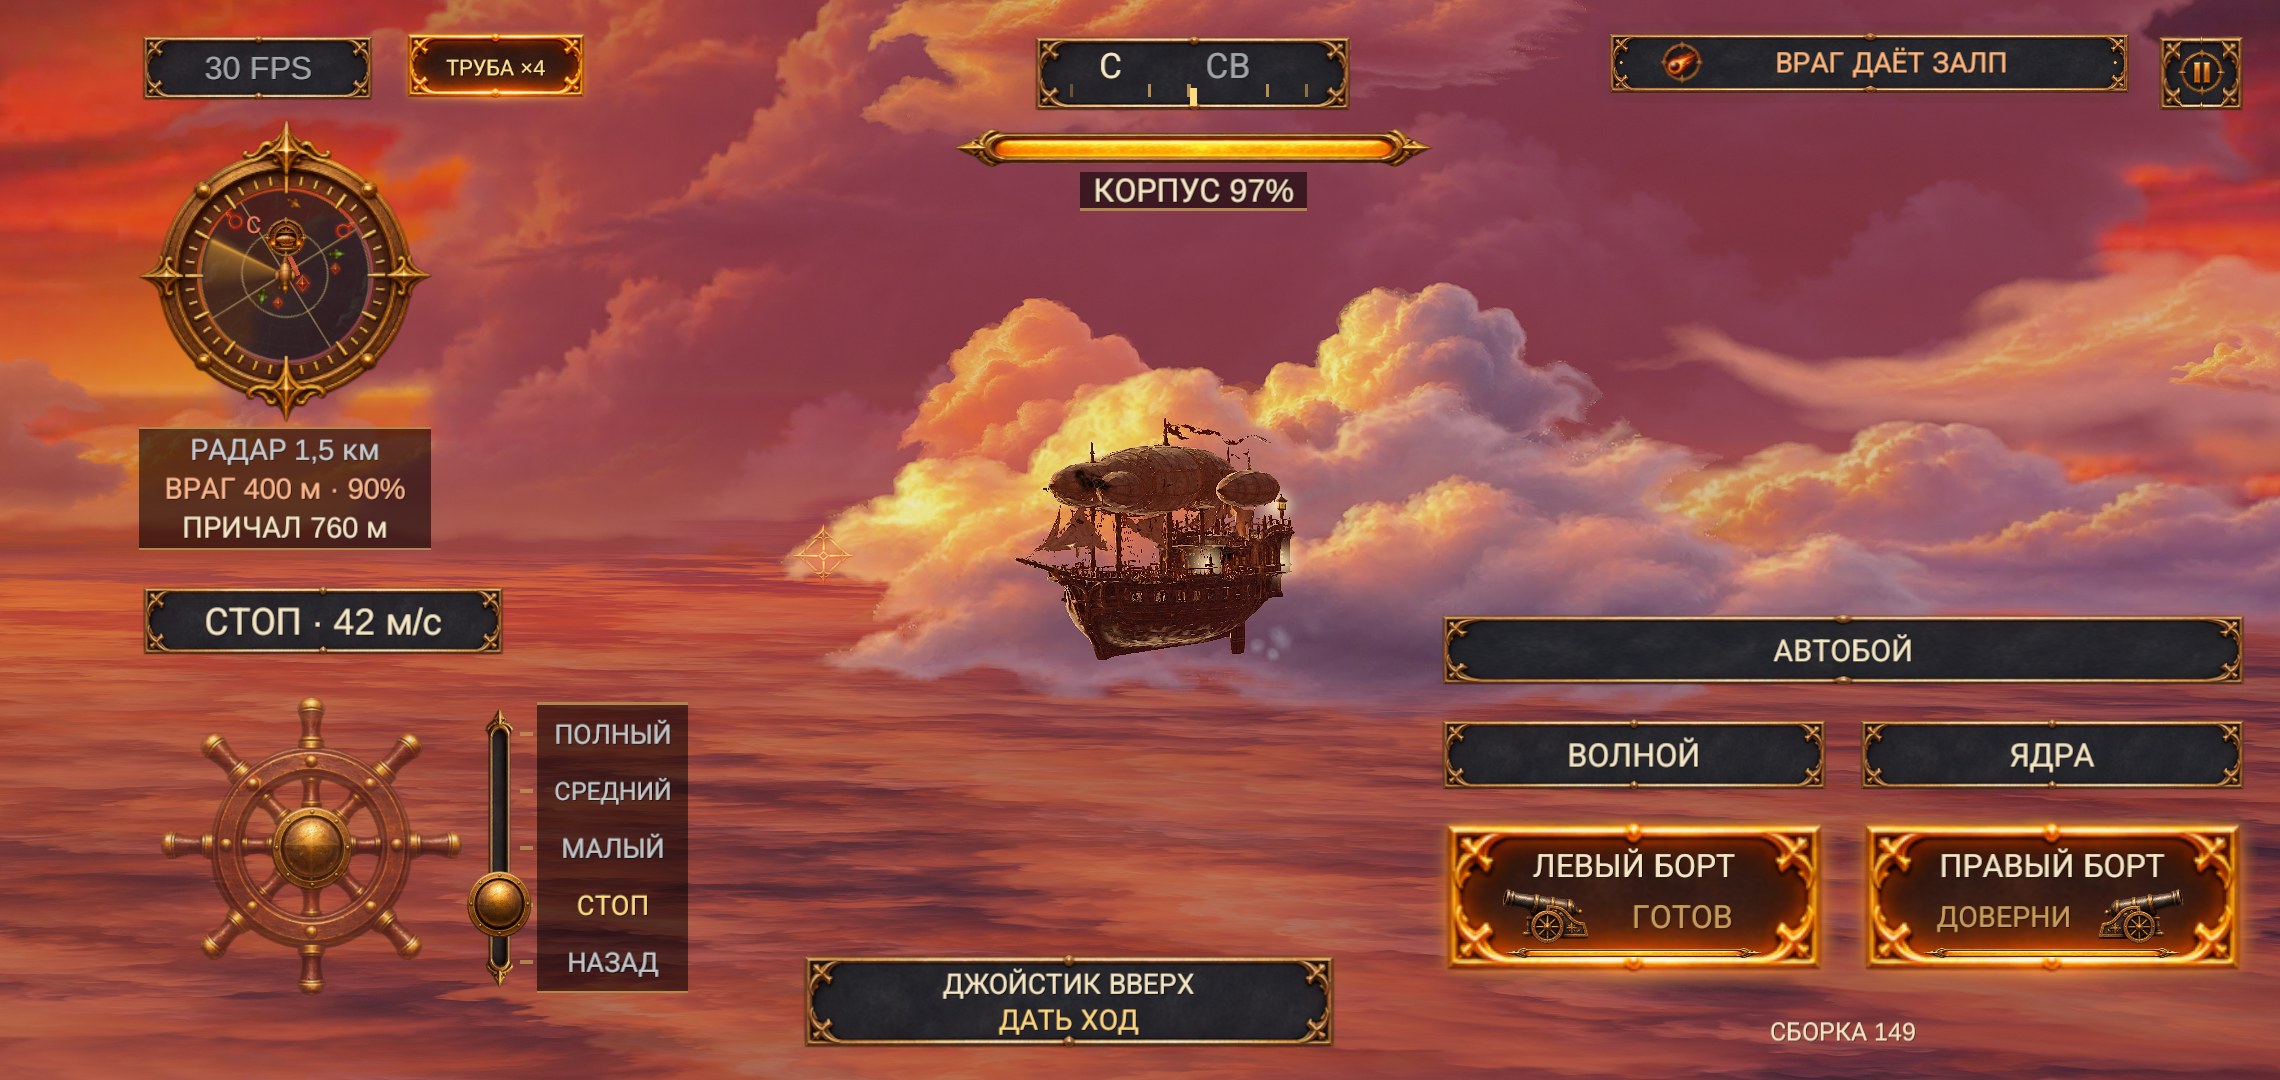 30 FPS
ТРУБА ×4
С СВ
ВРАГ ДАЁТ ЗАЛП
КОРПУС 97%
С
РАДАР 1,5 км
ВРАГ 400 м · 90%
ПРИЧАЛ 760 м
СТОП · 42 м/с
ПОЛНЫЙ
СРЕДНИЙ
МАЛЫЙ
СТОП
НАЗАД
АВТОБОЙ
ВОЛНОЙ
ЯДРА
ЛЕВЫЙ БОРТ
ГОТОВ
ПРАВЫЙ БОРТ
ДОВЕРНИ
ДЖОЙСТИК ВВЕРХ
ДАТЬ ХОД
СБОРКА 149